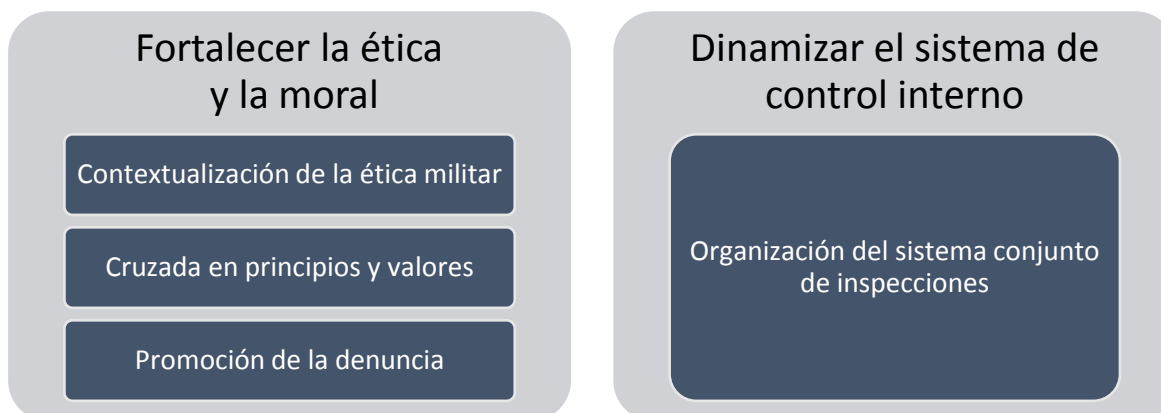 Fortalecer la ética
y la moral
Contextualización de la ética militar
Cruzada en principios y valores
Promoción de la denuncia
Dinamizar el sistema de
control interno
Organización del sistema conjunto
de inspecciones